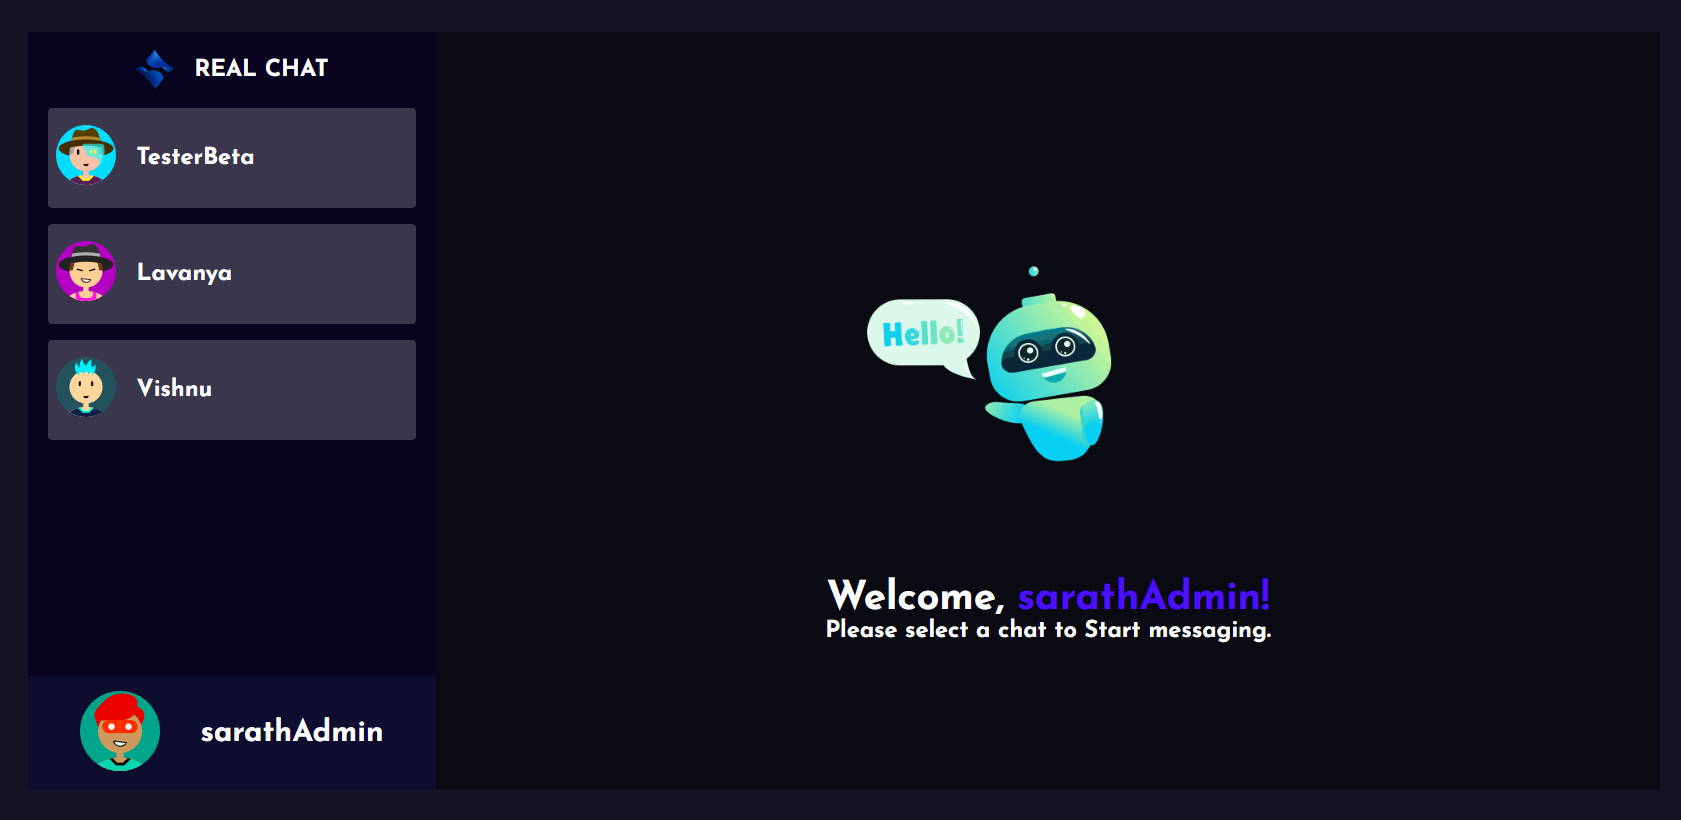 REAL CHAT
TesterBeta
Lavanya
Vishnu
sarathAdmin
Hello!
Welcome, sarathAdmin!
Please select a chat to Start messaging.